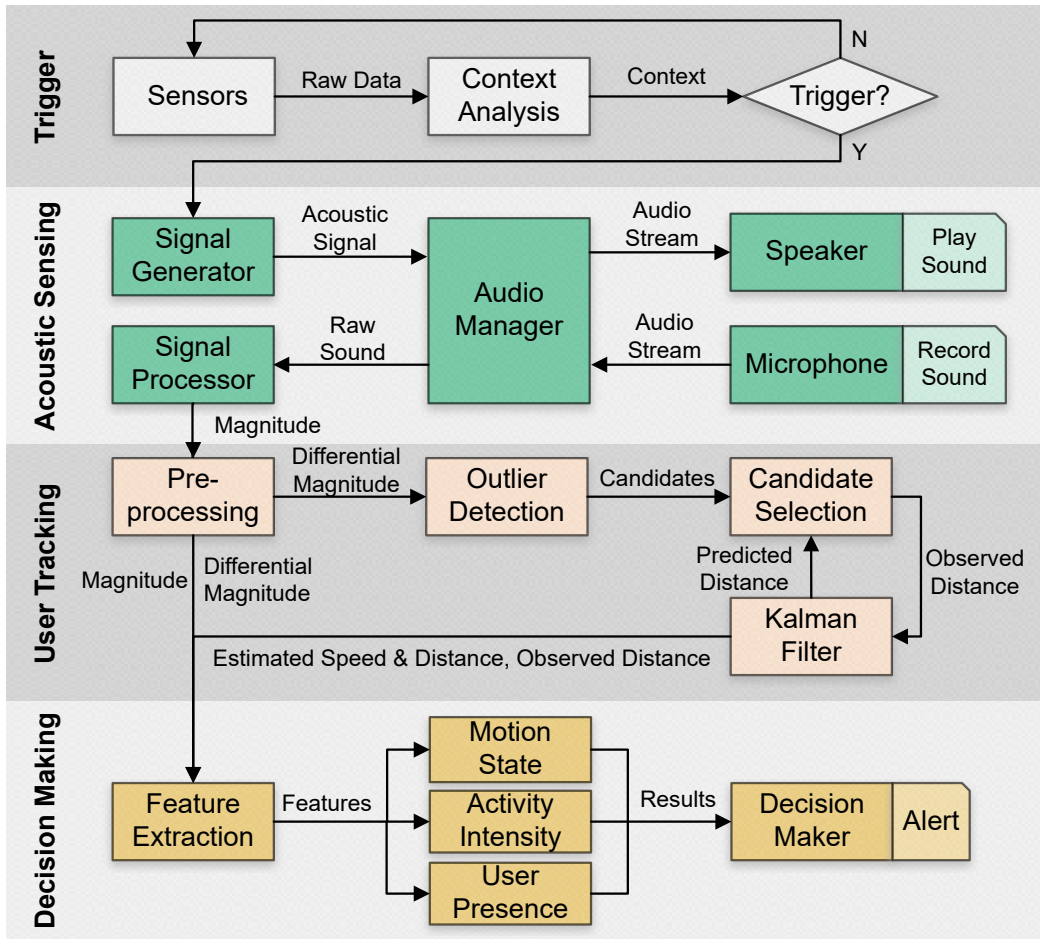 Trigger
N
Sensors
Raw Data
Context
Analysis
Context
Trigger?
Y
Acoustic Sensing
Signal
Generator
Acoustic
Signal
Audio
Manager
Audio
Stream
Speaker
Play
Sound
Signal
Processor
Raw
Sound
Audio
Stream
Microphone
Record
Sound
Magnitude
User Tracking
Pre-
processing
Differential
Magnitude
Outlier
Detection
Candidates
Candidate
Selection
Magnitude
Differential
Magnitude
Predicted
Distance
Observed
Distance
Kalman
Filter
Estimated Speed & Distance, Observed Distance
Decision Making
Feature
Extraction
Features
Motion
State
Activity
Intensity
User
Presence
Results
Decision
Maker
Alert